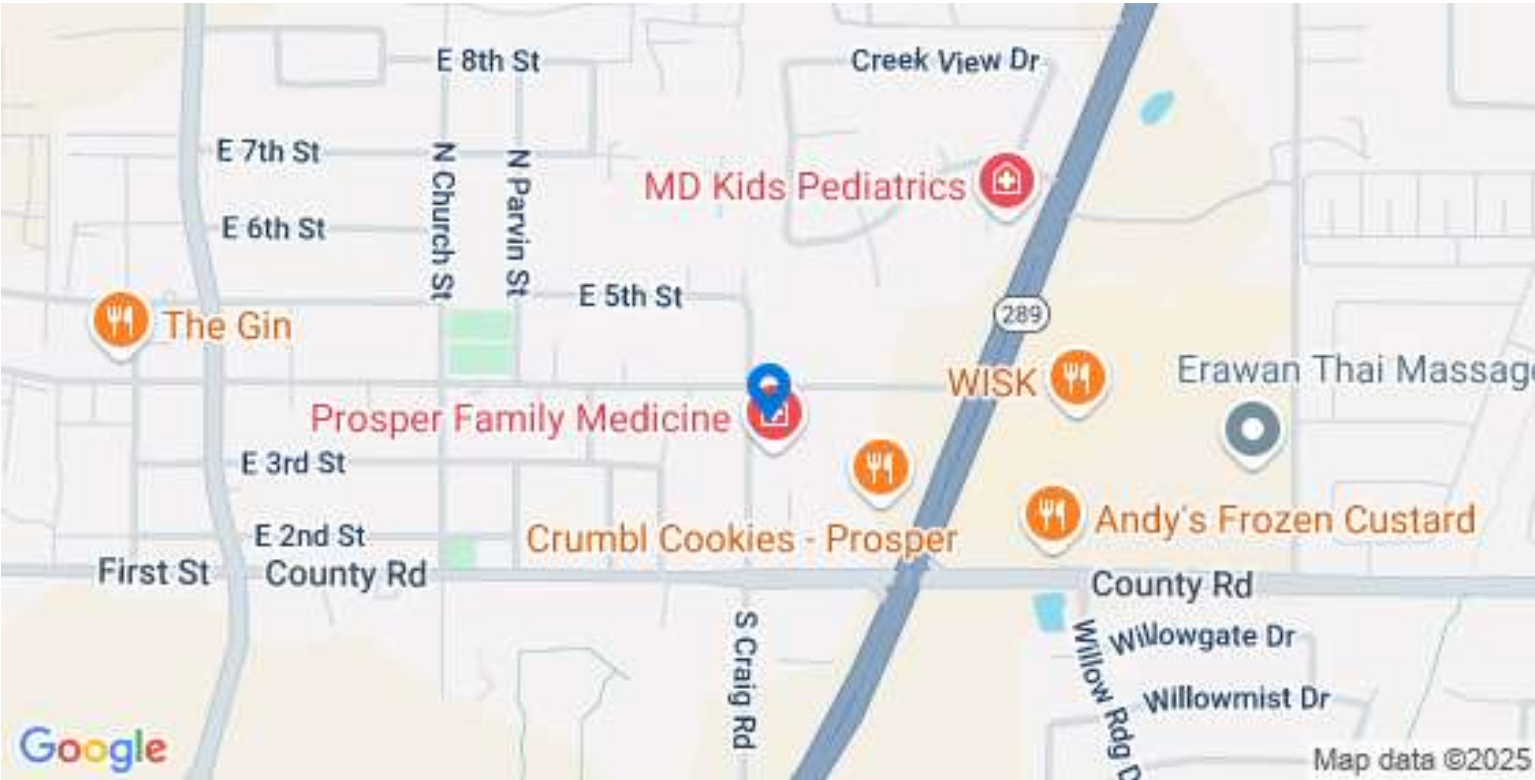 E 8th St
Creek View Dr
E 7th St
N Church St
N Parvin St
MD Kids Pediatrics
E 6th St
E 5th St
The Gin
289
WISK
Erawan Thai Massage
Prosper Family Medicine
E 3rd St
E 2nd St
Crumbl Cookies - Prosper
Andy's Frozen Custard
First St
County Rd
County Rd
S Craig Rd
Willow Rdg D
Willowgate Dr
Willowmist Dr
Google
Map data ©2025